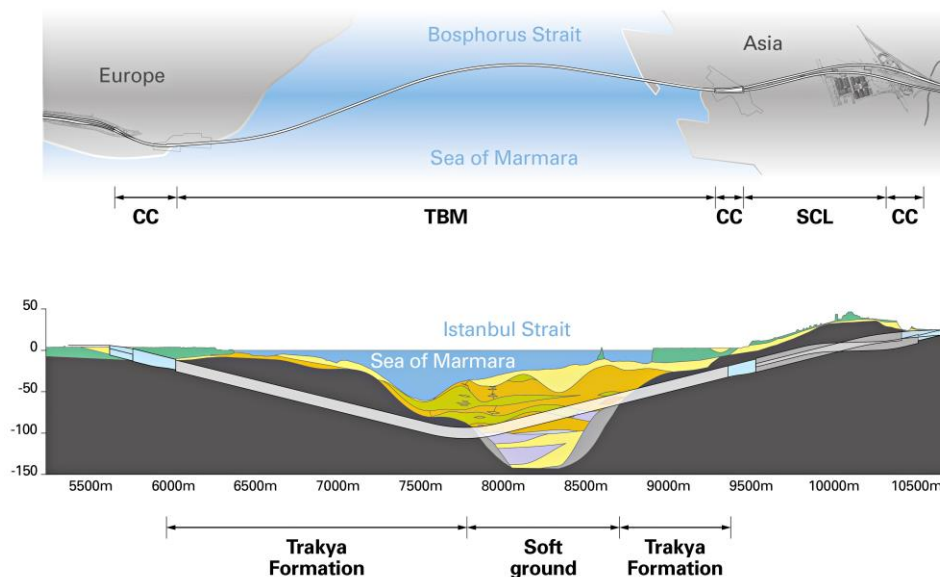 Bosphorus Strait
Asia
Europe
Sea of Marmara
CC
TBM
CC
SCL
CC
50
Istanbul Strait
0
Sea of Marmara
-50
-100
-150
5500m 6000m 6500m 7000m 7500m 8000m 8500m 9000m 9500m 10000m 10500m
Trakya
Formation
Soft
ground
Trakya
Formation